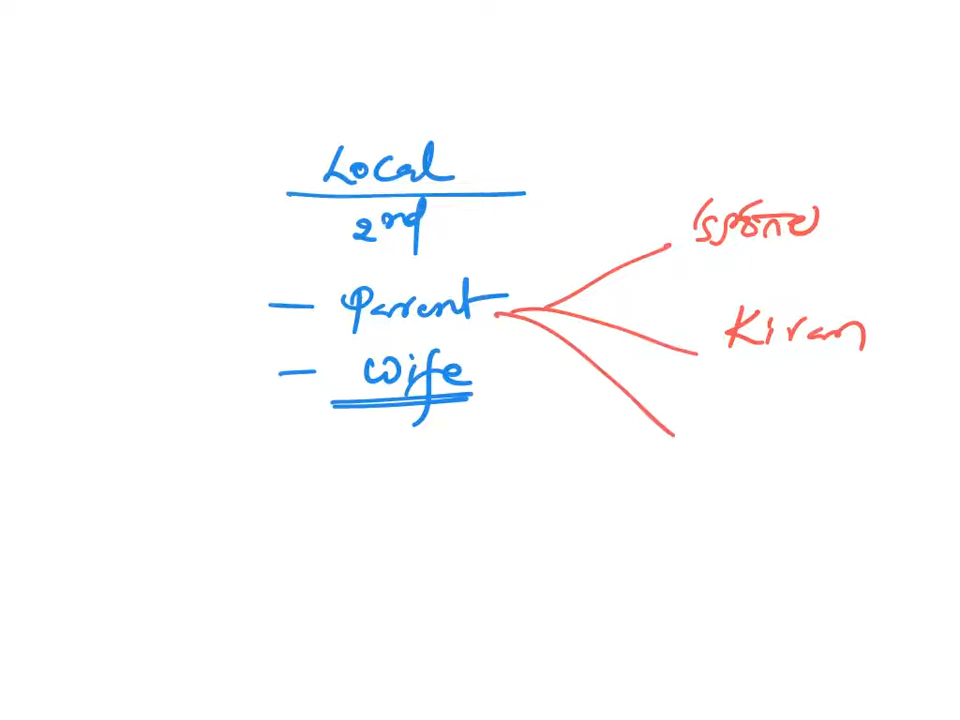 Local
2nd
- Parent
- Wife
Kiran